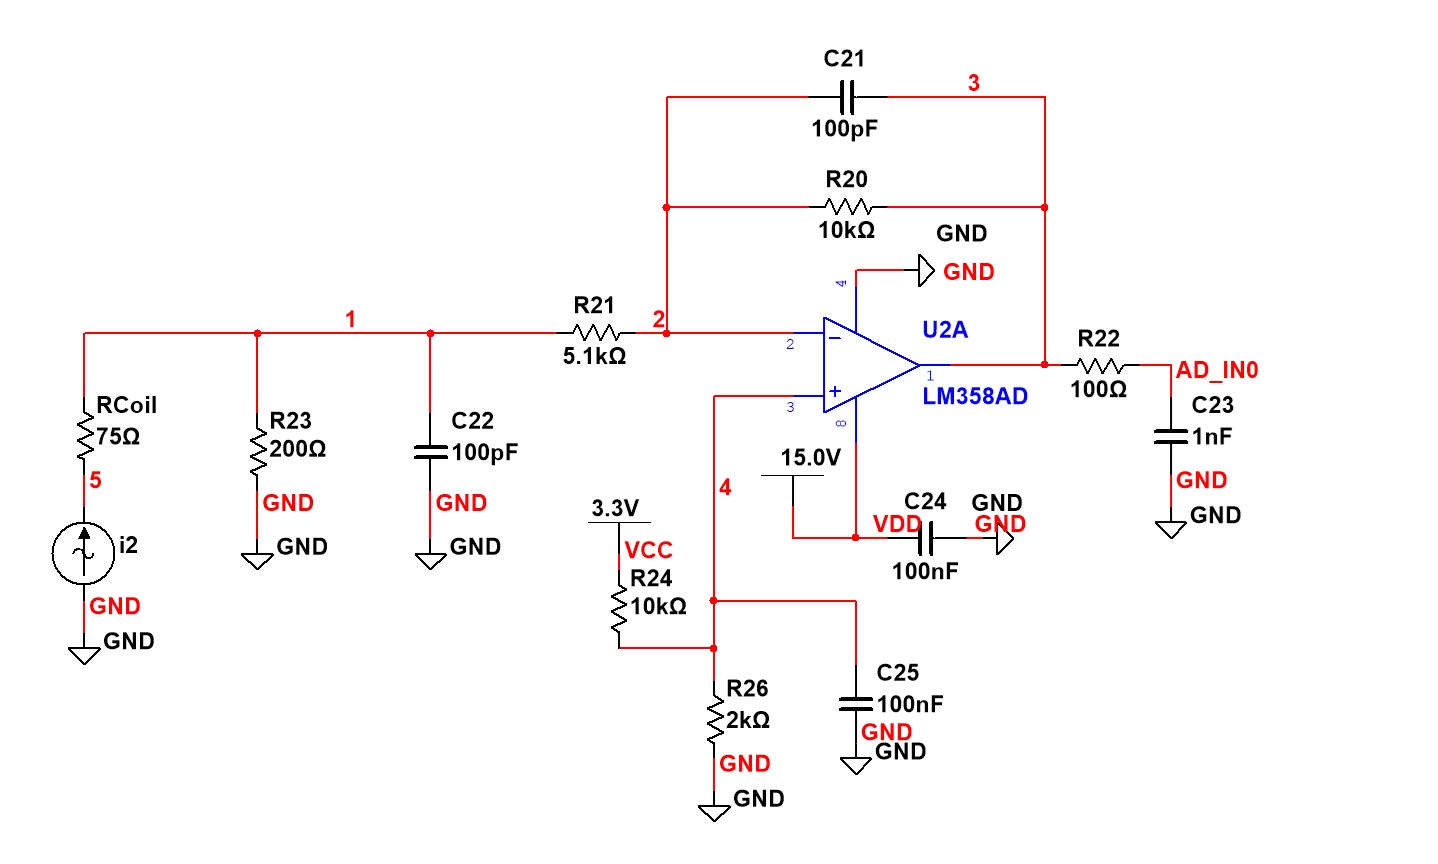 C21
3
100pF
R20
10kΩ
GND
GND
4
R21
1
2
5.1kΩ
2
U2A
1
LM358AD
3
8
R22
100Ω
AD_IN0
C23
1nF
GND
GND
RCoil
75Ω
5
i2
GND
GND
R23
200Ω
GND
GND
C22
100pF
GND
GND
15.0V
4
VDD
C24
100nF
GND
GND
3.3V
VCC
R24
10kΩ
R26
2kΩ
GND
GND
C25
100nF
GND
GND